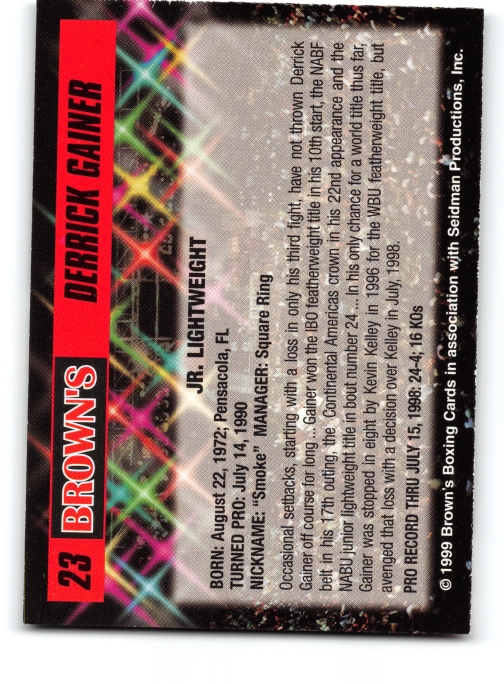 23 BROWN'S DERRICK GAINER
JR. LIGHTWEIGHT
BORN: August 22, 1972; Pensacola, FL
TURNED PRO: July 14, 1990
NICKNAME: "Smoke" MANAGER: Square Ring
Occasional setbacks, starting with a loss in only his third fight, have not thrown Derrick
Gainer off course for long ... Gainer won the IBO featherweight title in his 10th start, the NABF
belt in his 17th outing, the Continental Americas crown in his 22nd appearance and the
NABU junior lightweight title in bout number 24 ... In his only chance for a world title thus far,
Gainer was stopped in eight by Kevin Kelley in 1996 for the WBU featherweight title, but
avenged that loss with a decision over Kelley in July, 1998.
PRO RECORD THRU JULY 15, 1998: 24-4; 16 KOs
© 1999 Brown's Boxing Cards in association with Seidman Productions, Inc.